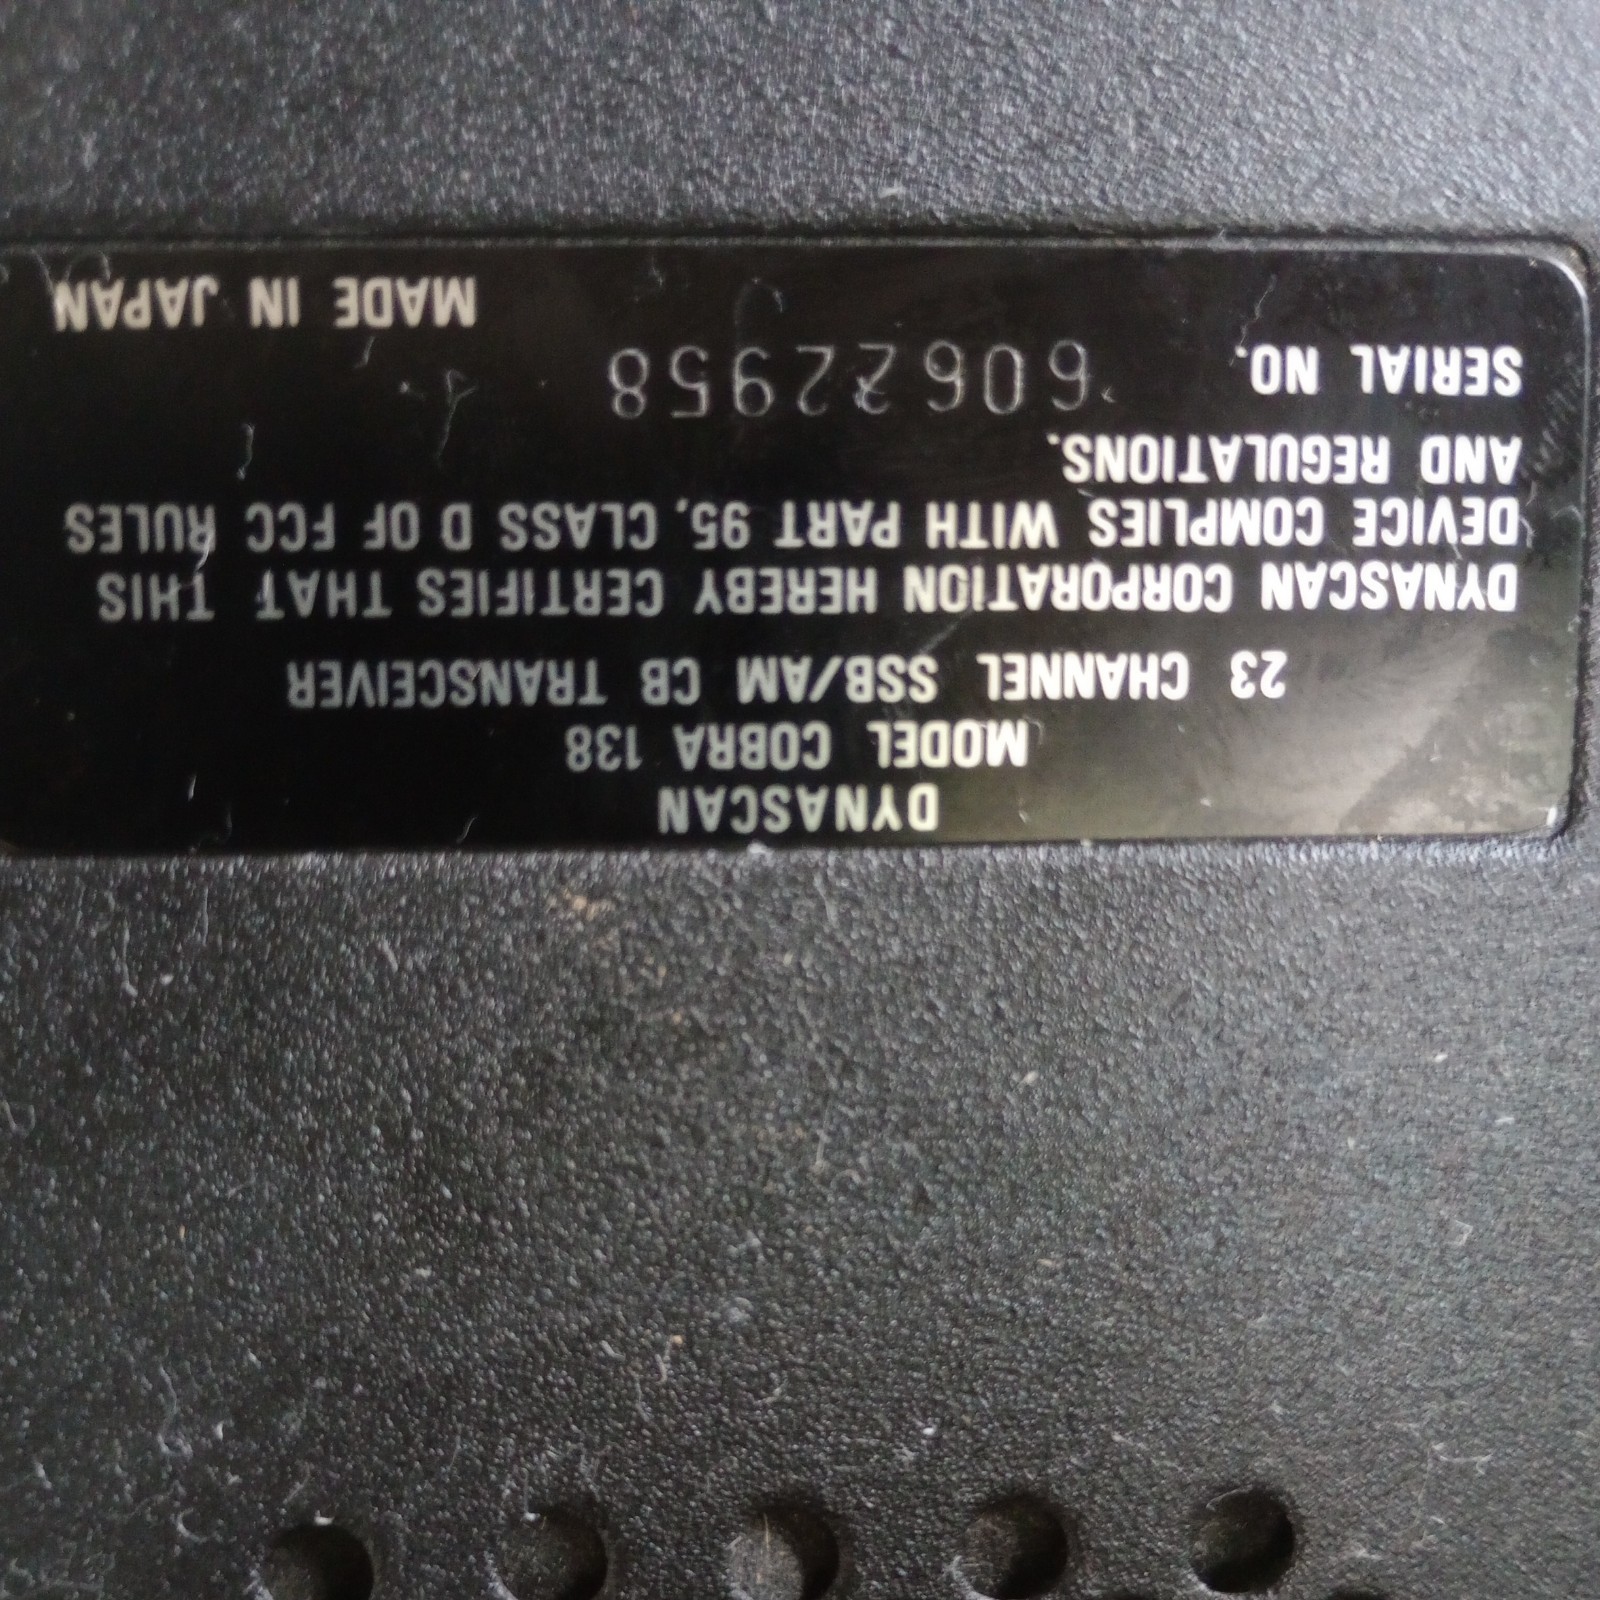 DYNASCAN
MODEL COBRA 138
23 CHANNEL SSB/AM CB TRANSCEIVER
DYNASCAN CORPORATION HEREBY CERTIFIES THAT THIS
DEVICE COMPLIES WITH PART 95, CLASS D OF FCC RULES
AND REGULATIONS.
SERIAL NO. 60622958
MADE IN JAPAN